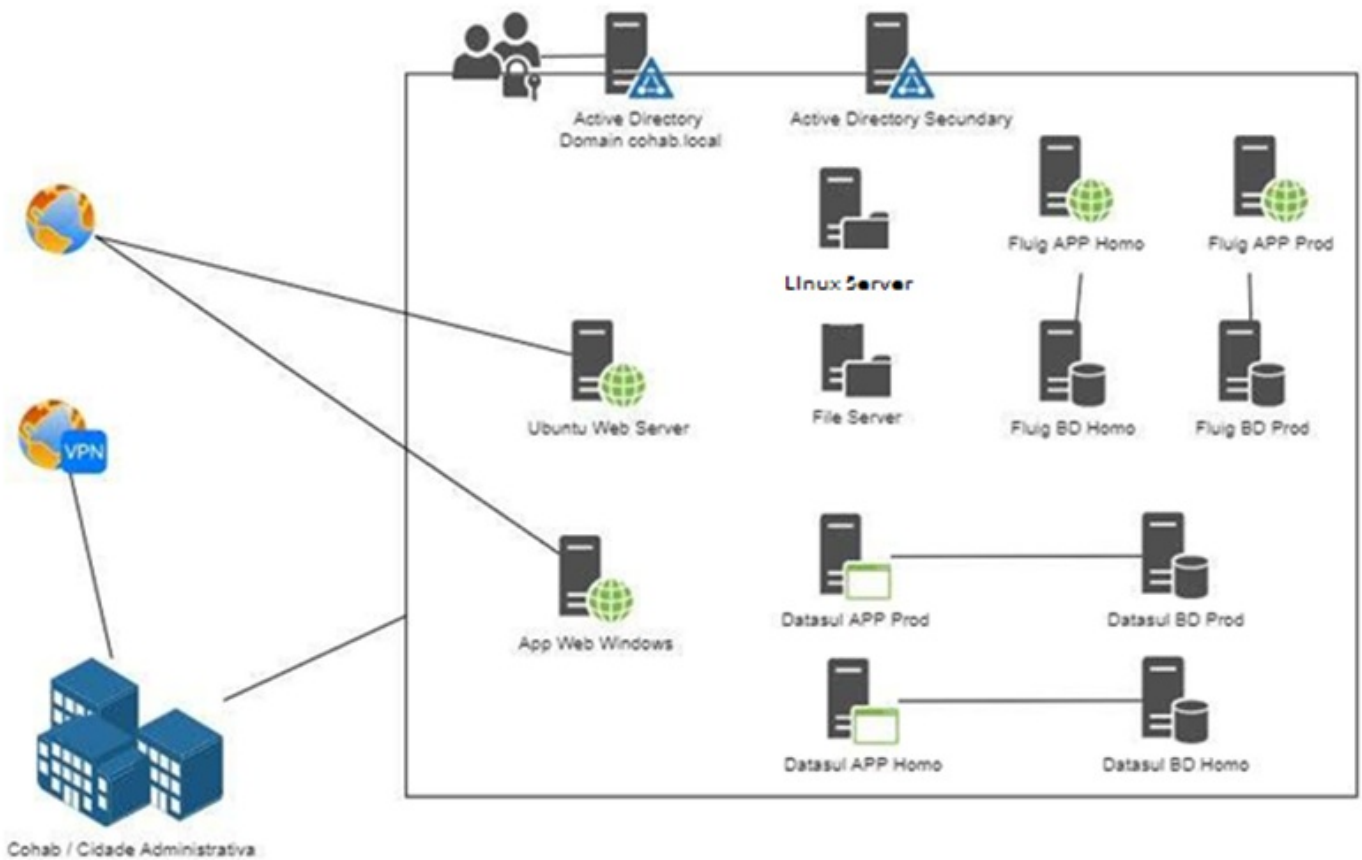 Active Directory
Domain cohab.local
Active Directory Secundary
Fluig APP Homo
Fluig APP Prod
LInux Server
Ubuntu Web Server
File Server
Fluig BD Homo
Fluig BD Prod
VPN
App Web Windows
Datasul APP Prod
Datasul BD Prod
Datasul APP Homo
Datasul BD Homo
Cohab / Cidade Administrativa